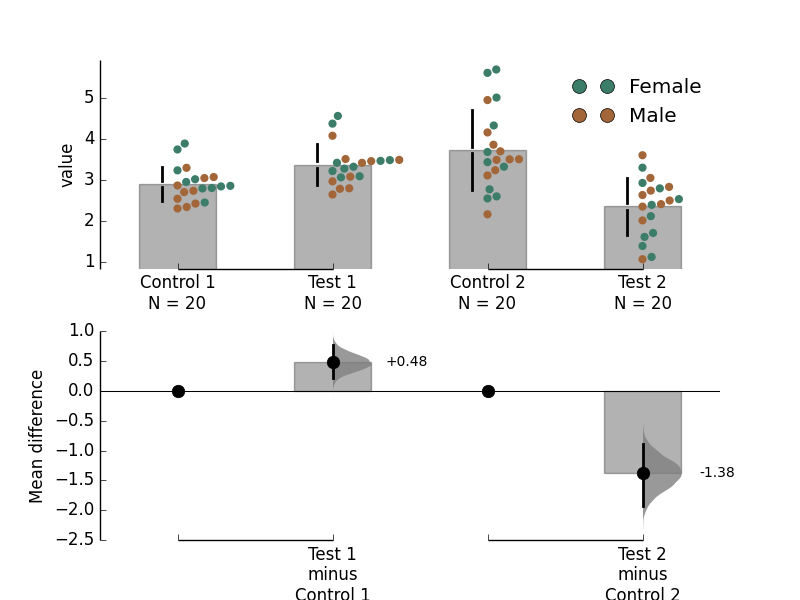 Female
Male
value
5
4
3
2
1
Control 1
N = 20
Test 1
N = 20
Control 2
N = 20
Test 2
N = 20
Mean difference
1.0
0.5
0.0
−0.5
−1.0
−1.5
−2.0
−2.5
+0.48
-1.38
Test 1
minus
Control 1
Test 2
minus
Control 2